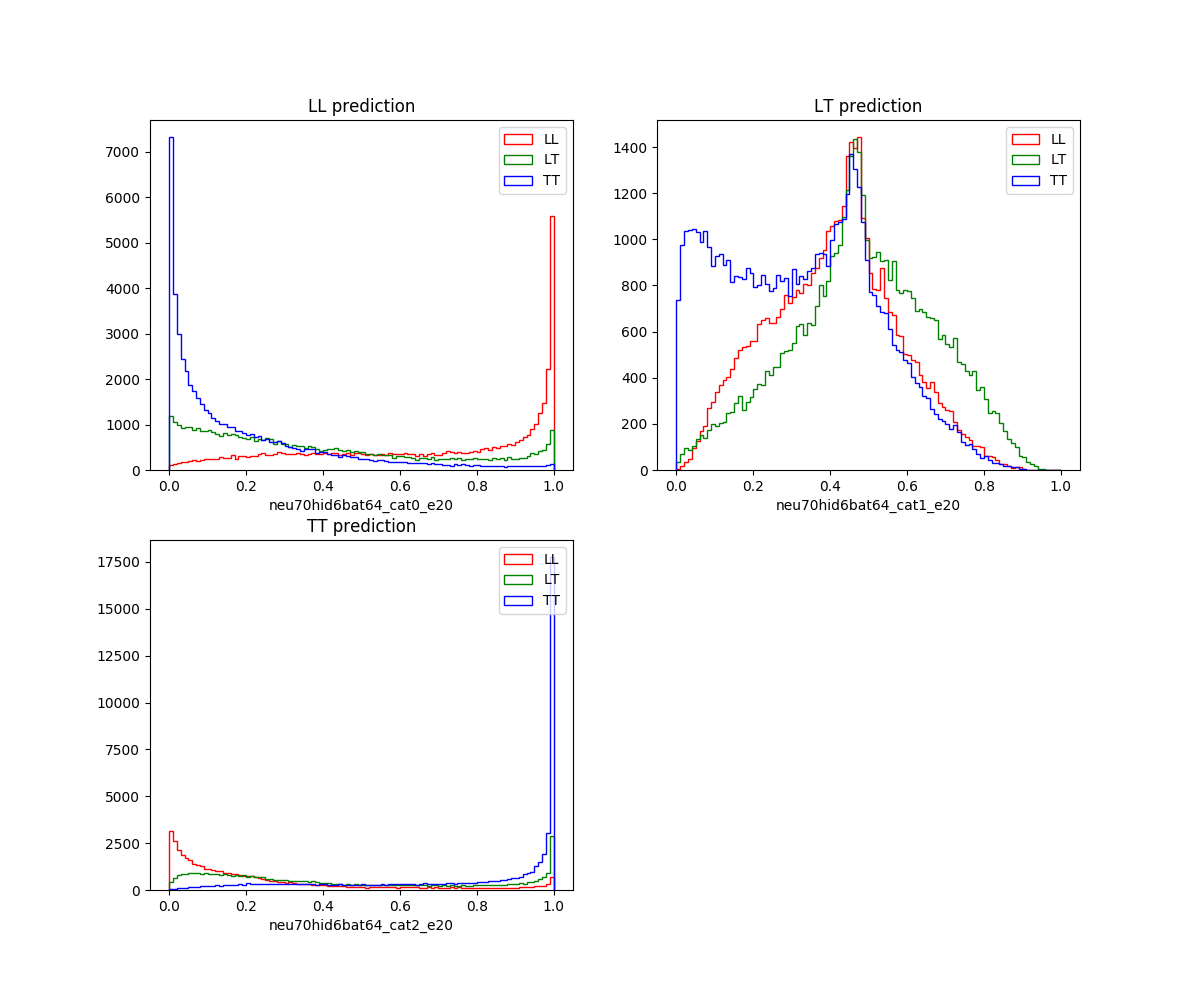 LL prediction
7000
6000
5000
4000
3000
2000
1000
0
LL
LT
TT
0.0 0.2 0.4 0.6 0.8 1.0
neu70hid6bat64_cat0_e20
LT prediction
1400
1200
1000
800
600
400
200
0
LL
LT
TT
0.0 0.2 0.4 0.6 0.8 1.0
neu70hid6bat64_cat1_e20
TT prediction
17500
15000
12500
10000
7500
5000
2500
0
LL
LT
TT
0.0 0.2 0.4 0.6 0.8 1.0
neu70hid6bat64_cat2_e20